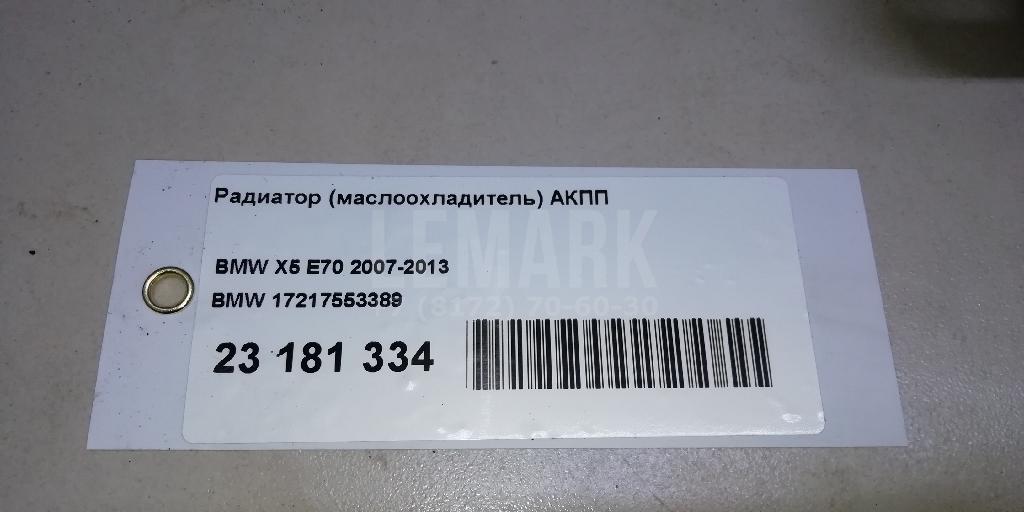 Радиатор (маслоохладитель) АКПП
LEMARK
BMW X5 E70 2007-2013
BMW 17217553389
(8172) 70-60-30
23 181 334